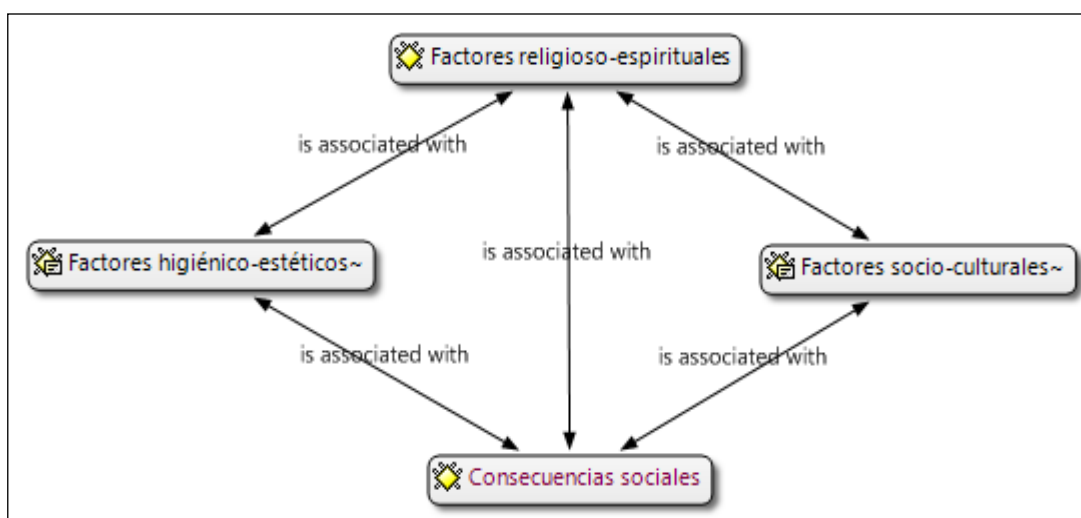 Factores religioso-espirituales
is associated with
is associated with
is associated with
Factores higiénico-estéticos~
Factores socio-culturales~
is associated with
is associated with
Consecuencias sociales